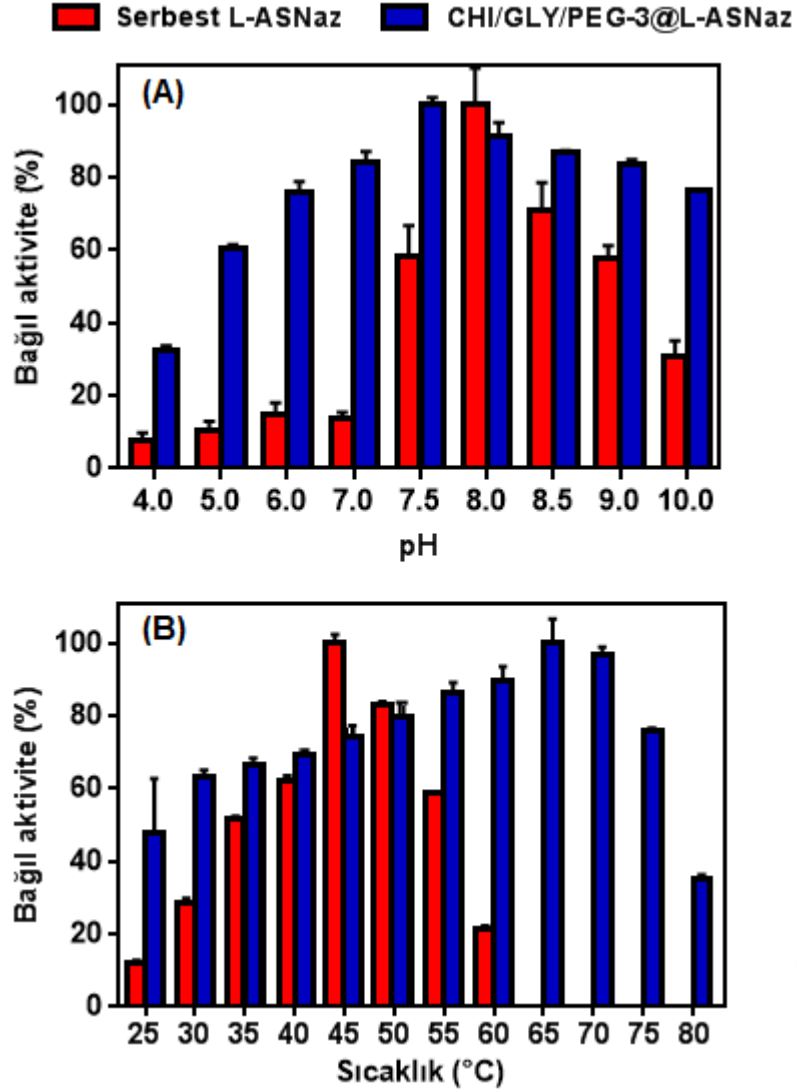 Serbest L-ASNaz CHI/GLY/PEG-3@L-ASNaz
(A)
Bağıl aktivite (%)
100
80
60
40
20
0
4.0 5.0 6.0 7.0 7.5 8.0 8.5 9.0 10.0
pH
(B)
Bağıl aktivite (%)
100
80
60
40
20
0
25 30 35 40 45 50 55 60 65 70 75 80
Sıcaklık (°C)